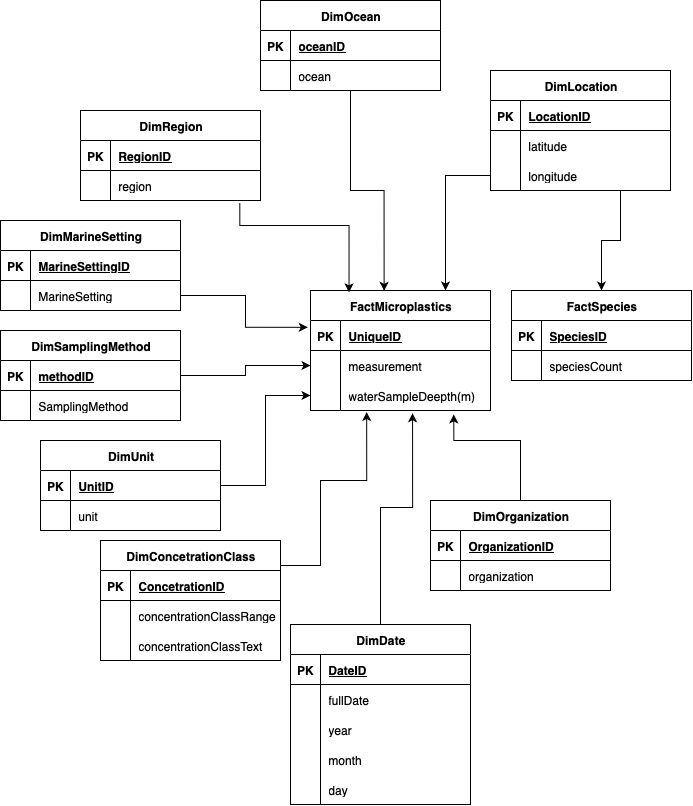 DimOcean
PK oceanID
ocean
DimLocation
PK LocationID
latitude
longitude
DimRegion
PK RegionID
region
DimMarineSetting
PK MarineSettingID
MarineSetting
FactMicroplastics
PK UniqueID
measurement
waterSampleDeepth(m)
FactSpecies
PK SpeciesID
speciesCount
DimSamplingMethod
PK methodID
SamplingMethod
DimUnit
PK UnitID
unit
DimOrganization
PK OrganizationID
organization
DimConcetrationClass
PK ConcetrationID
concentrationClassRange
concentrationClassText
DimDate
PK DateID
fullDate
year
month
day